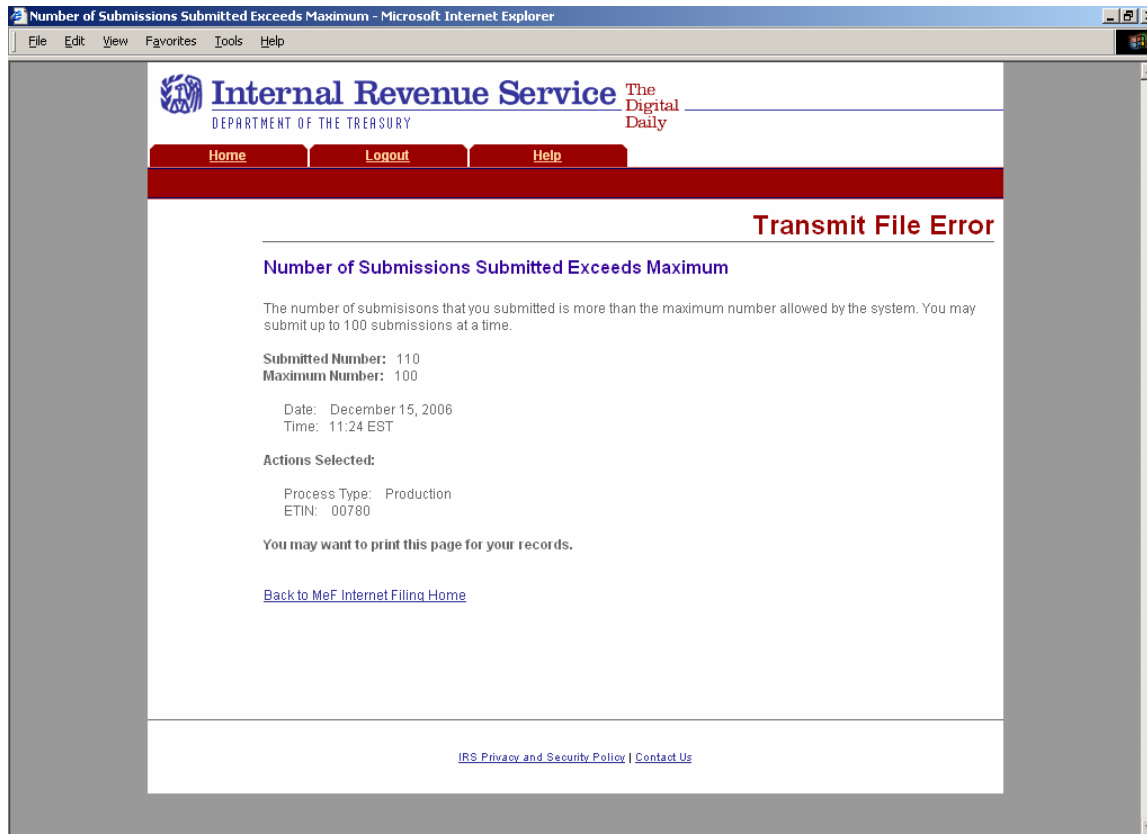 Number of Submissions Submitted Exceeds Maximum - Microsoft Internet Explorer
File Edit View Favorites Tools Help
Internal Revenue Service
DEPARTMENT OF THE TREASURY
The
Digital
Daily
Home Logout Help
Transmit File Error
Number of Submissions Submitted Exceeds Maximum
The number of submisisons that you submitted is more than the maximum number allowed by the system. You may
submit up to 100 submissions at a time.
Submitted Number: 110
Maximum Number: 100
Date: December 15, 2006
Time: 11:24 EST
Actions Selected:
Process Type: Production
ETIN: 00780
You may want to print this page for your records.
Back to MeF Internet Filing Home
IRS Privacy and Security Policy | Contact Us